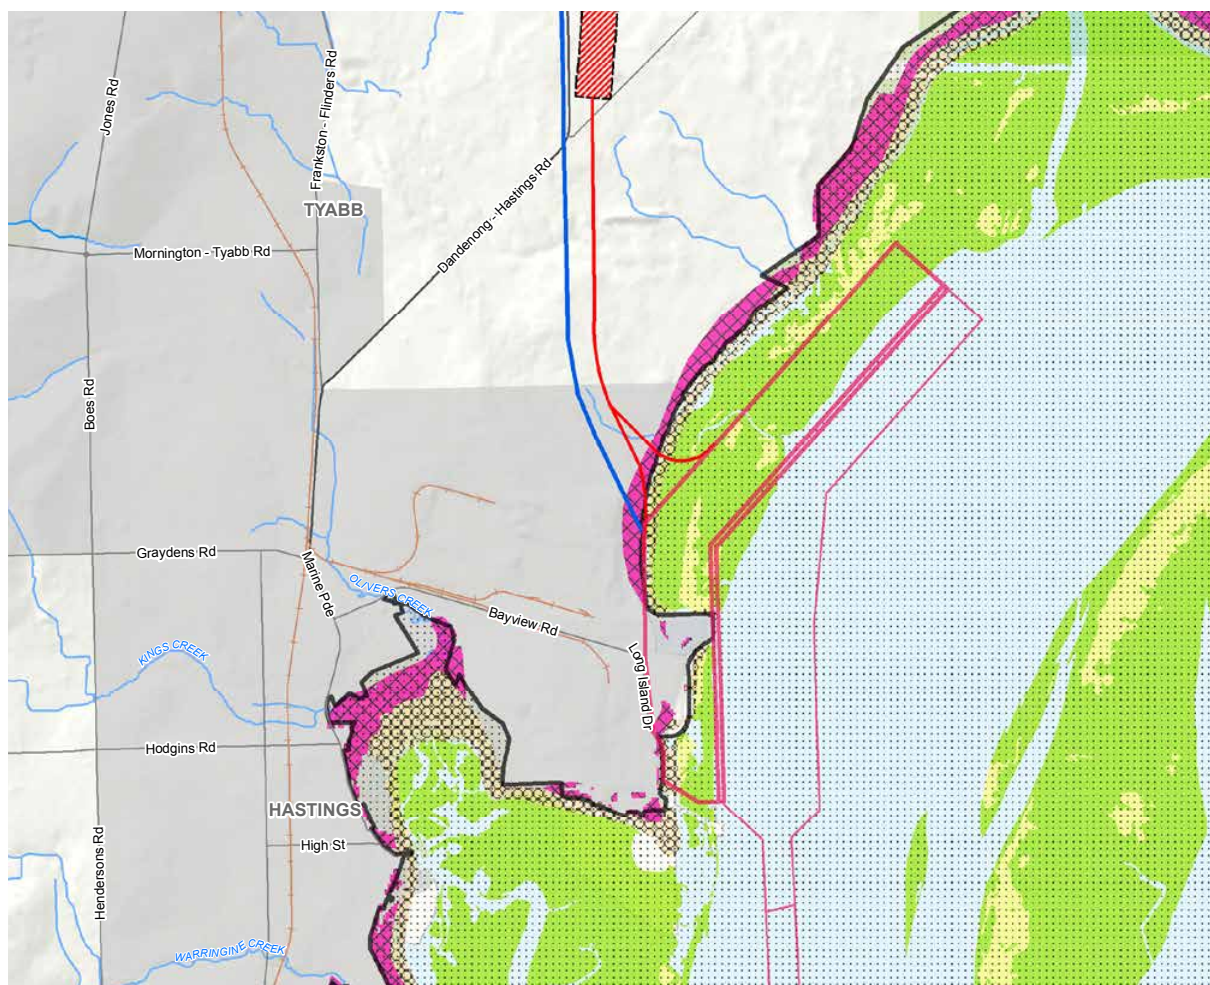 Jones Rd
Frankston - Flinders Rd
Dandenong - Hastings Rd
TYABB
Mornington - Tyabb Rd
Boes Rd
Graydens Rd
Marine Pde
OLIVERS CREEK
Bayview Rd
KINGS CREEK
Long Island Dr
Hodgins Rd
HASTINGS
High St
Hendersons Rd
WARRINGINE CREEK